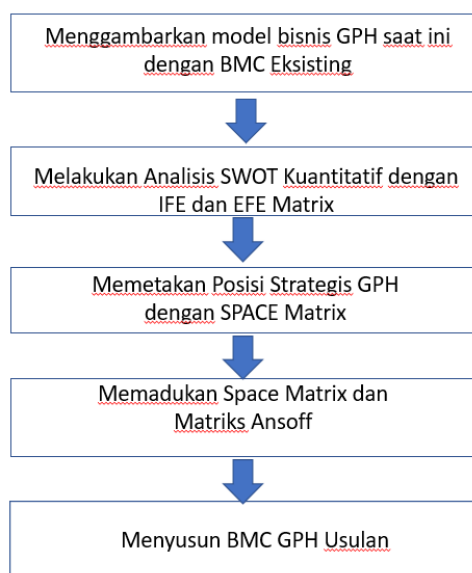 Menggambarkan model bisnis GPH saat ini
dengan BMC Eksisting
Melakukan Analisis SWOT Kuantitatif dengan
IFE dan EFE Matrix
Memetakan Posisi Strategis GPH
dengan SPACE Matrix
Memadukan Space Matrix dan
Matriks Ansoff
Menyusun BMC GPH Usulan